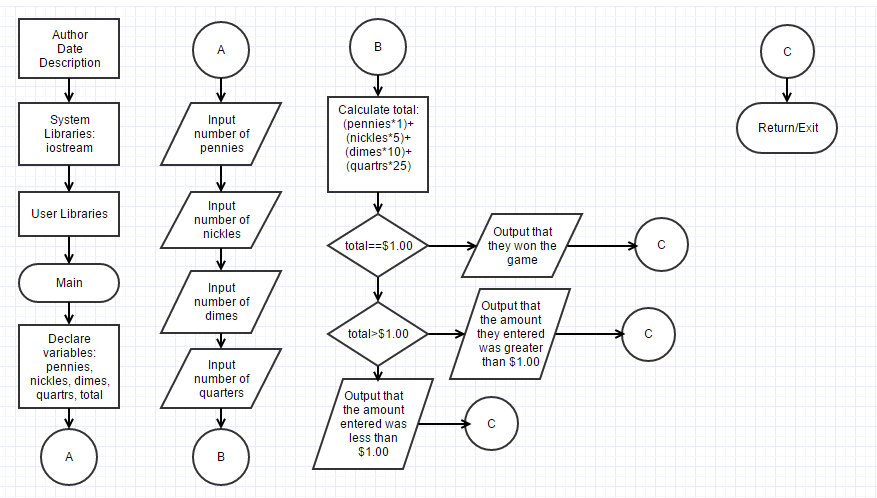 Author
Date
Description
System
Libraries:
iostream
User Libraries
Main
Declare
variables:
pennies,
nickles, dimes,
quartrs, total
A
A
Input
number of
pennies
Input
number of
nickles
Input
number of
dimes
Input
number of
quarters
B
B
Calculate total:
(pennies*1)+
(nickles*5)+
(dimes*10)+
(quartrs*25)
total==$1.00
Output that
they won the
game
C
total>$1.00
Output that
the amount
they entered
was greater
than $1.00
C
Output that
the amount
entered was
less than
$1.00
C
C
Return/Exit